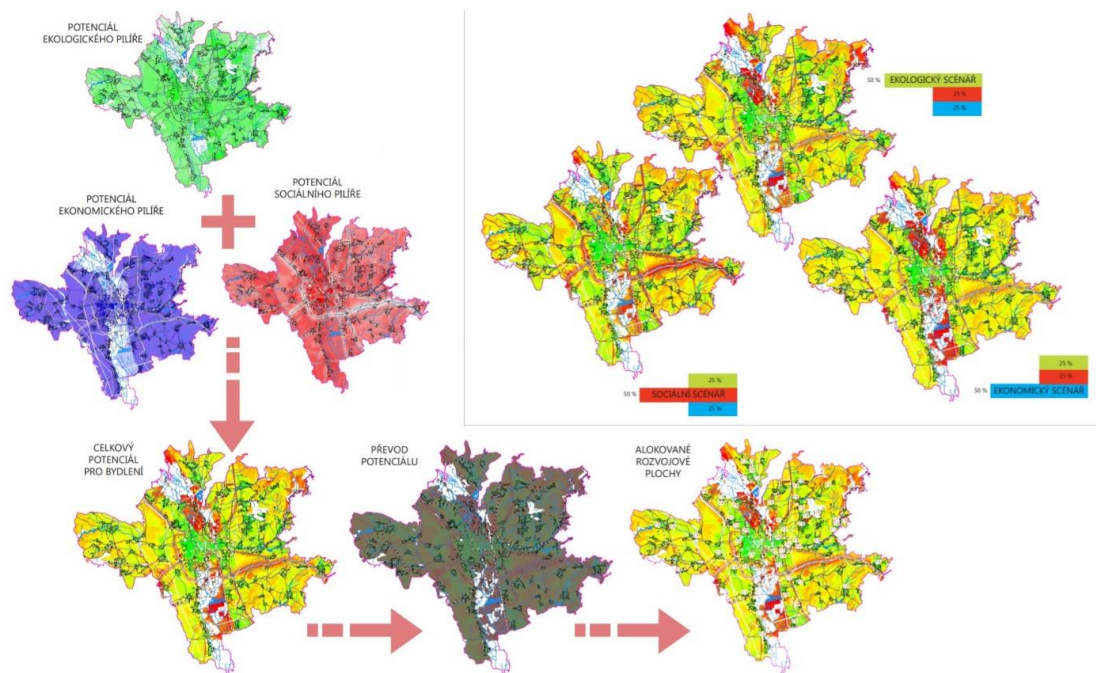 POTENCIÁL
EKOLOGICKÉHO PILÍŘE
POTENCIÁL
EKONOMICKÉHO PILÍŘE
POTENCIÁL
SOCIÁLNÍHO PILÍŘE
CELKOVÝ
POTENCIÁL
PRO BYDLENÍ
PŘEVOD
POTENCIÁLU
ALOKOVANÉ
ROZVOJOVÉ
PLOCHY
50 % EKOLOGICKÝ SCÉNÁŘ
25 %
25 %
25 %
50 % SOCIÁLNÍ SCÉNÁŘ
25 %
25 %
25 %
50 % EKONOMICKÝ SCÉNÁŘ